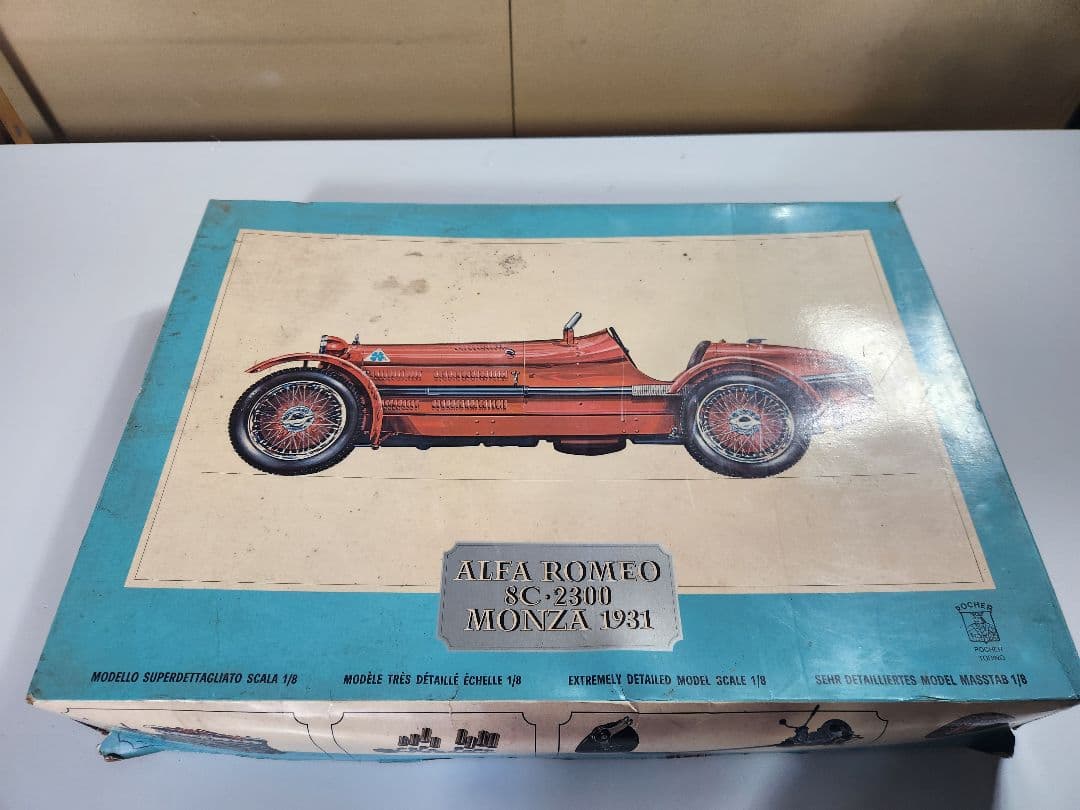 ALFA ROMEO
8C·2300
MONZA 1931
POCHER
POCHER
TORINO
MODELLO SUPERDETTAGLIATO SCALA 1/8
MODÈLE TRÈS DÉTAILLÉ ÉCHELLE 1/8
EXTREMELY DETAILED MODEL SCALE 1/8
SEHR DETAILLIERTES MODEL MASSTAB 1/8